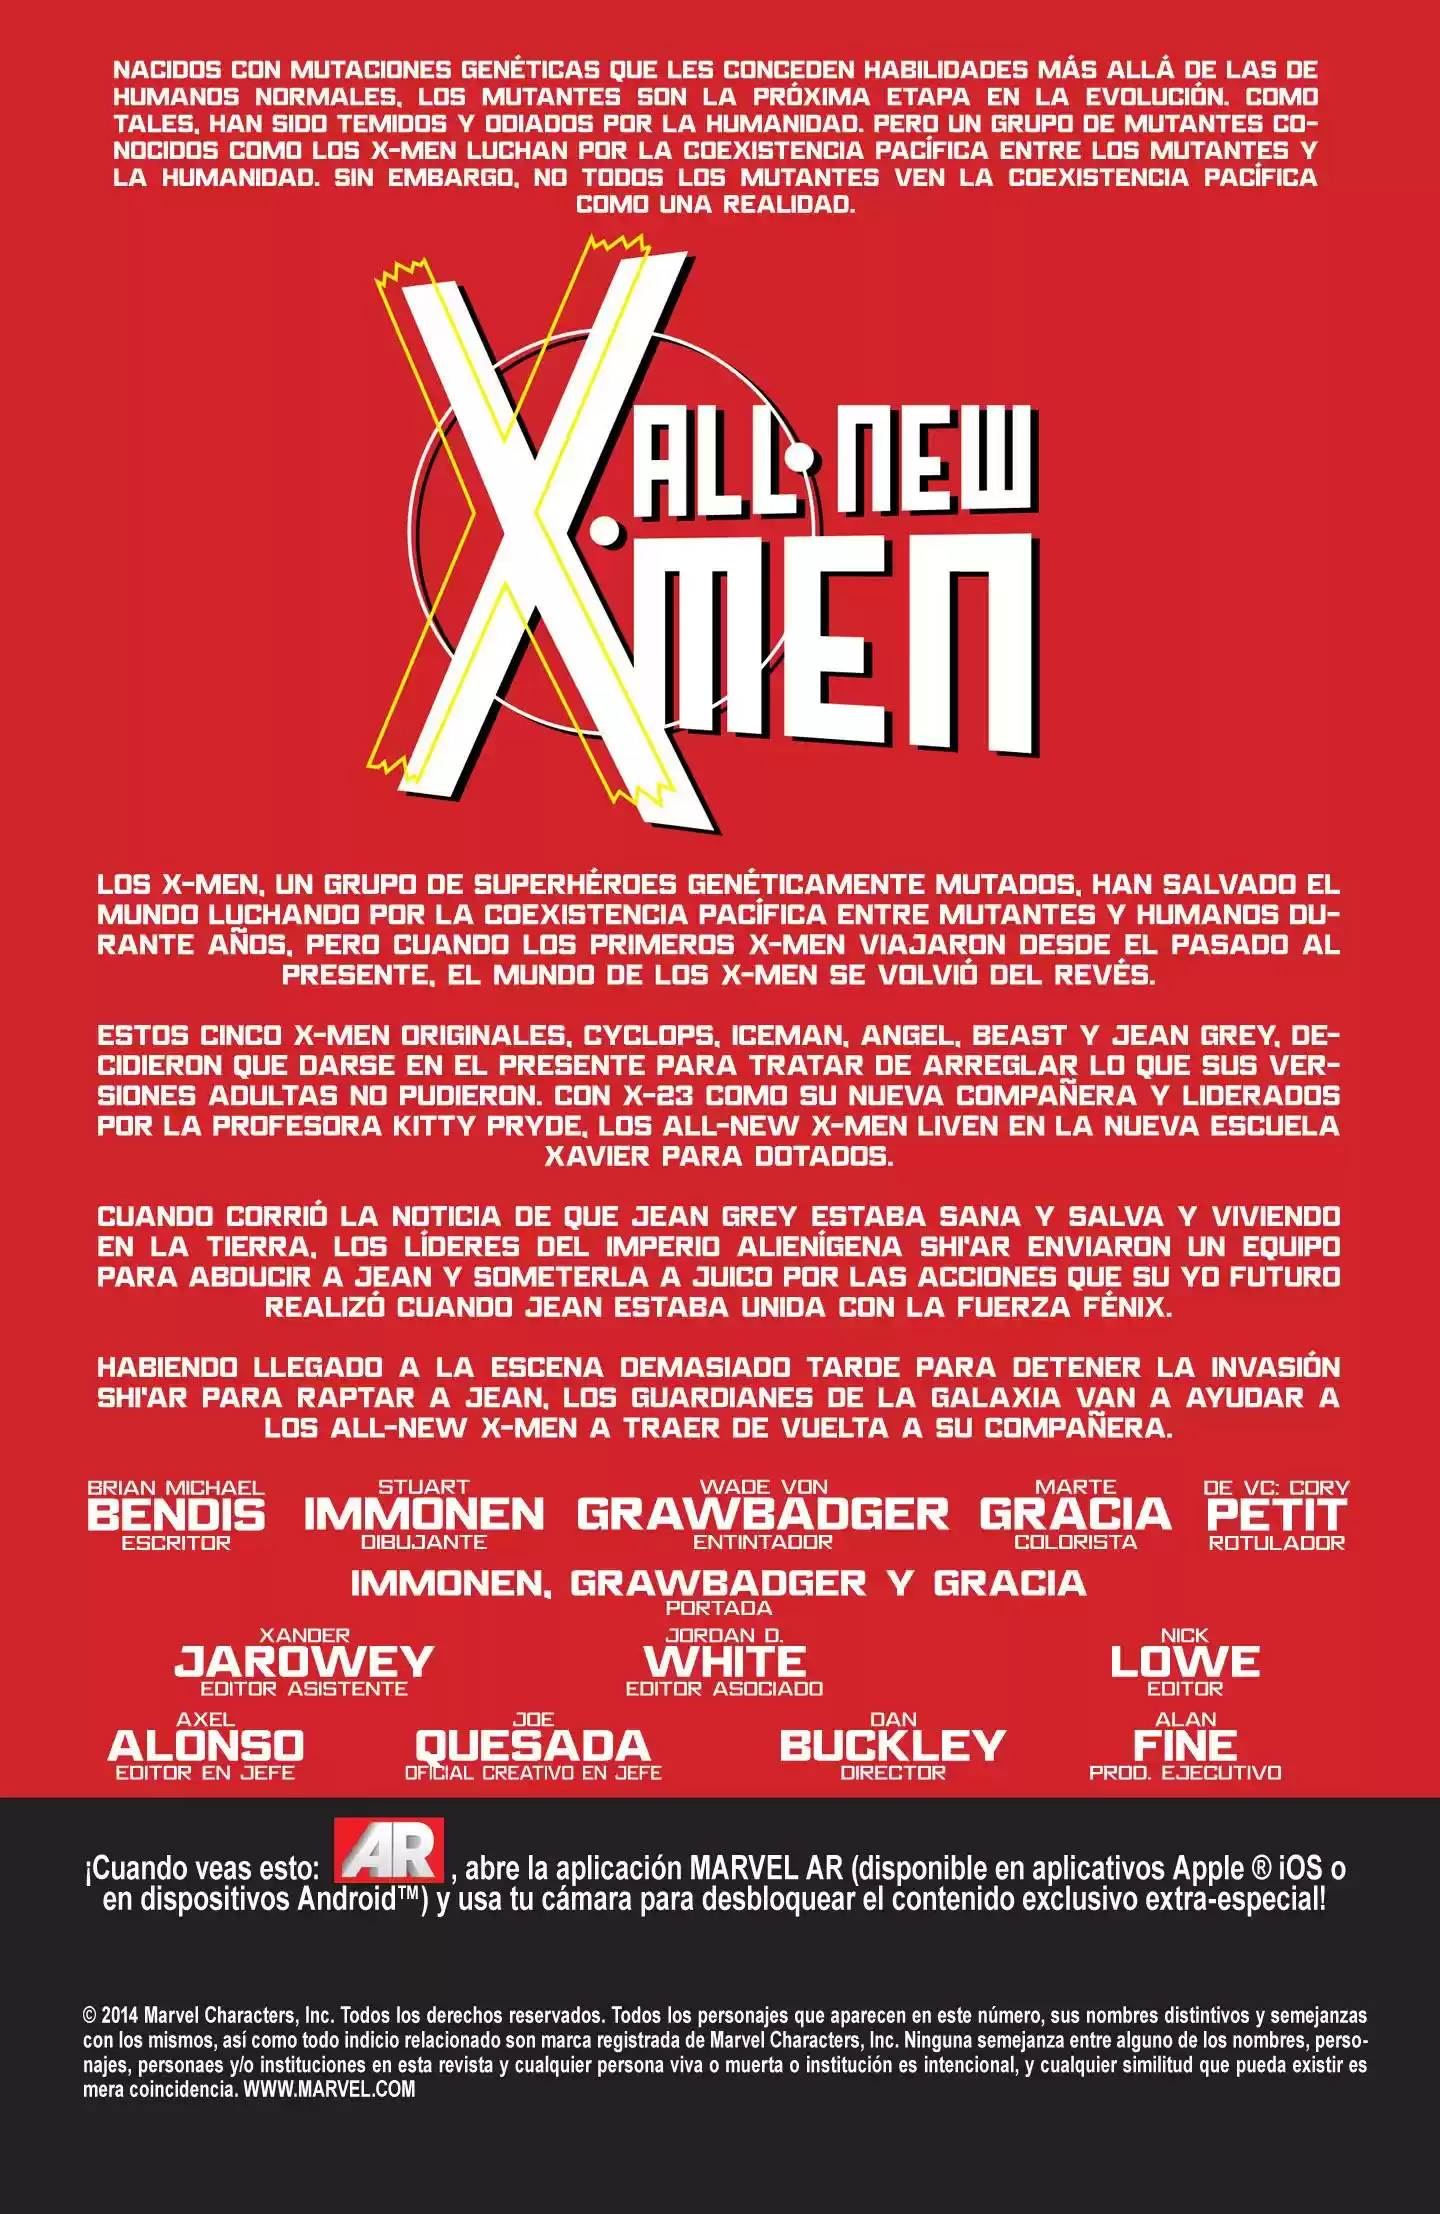 NACIDOS CON MUTACIONES GENÉTICAS QUE LES CONCEDEN HABILIDADES MÁS ALLÁ DE LAS DE
HUMANOS NORMALES, LOS MUTANTES SON LA PRÓXIMA ETAPA EN LA EVOLUCIÓN. COMO
TALES, HAN SIDO TEMIDOS Y ODIADOS POR LA HUMANIDAD. PERO UN GRUPO DE MUTANTES CO-
NOCIDOS COMO LOS X-MEN LUCHAN POR LA COEXISTENCIA PACÍFICA ENTRE LOS MUTANTES Y
LA HUMANIDAD. SIN EMBARGO, NO TODOS LOS MUTANTES VEN LA COEXISTENCIA PACÍFICA
COMO UNA REALIDAD.
ALL·NEW
X·MEN
LOS X-MEN, UN GRUPO DE SUPERHÉROES GENÉTICAMENTE MUTADOS, HAN SALVADO EL
MUNDO LUCHANDO POR LA COEXISTENCIA PACÍFICA ENTRE MUTANTES Y HUMANOS DU-
RANTE AÑOS, PERO CUANDO LOS PRIMEROS X-MEN VIAJARON DESDE EL PASADO AL
PRESENTE, EL MUNDO DE LOS X-MEN SE VOLVIÓ DEL REVÉS.
ESTOS CINCO X-MEN ORIGINALES, CYCLOPS, ICEMAN, ANGEL, BEAST Y JEAN GREY, DE-
CIDIERON QUE DARSE EN EL PRESENTE PARA TRATAR DE ARREGLAR LO QUE SUS VER-
SIONES ADULTAS NO PUDIERON. CON X-23 COMO SU NUEVA COMPAÑERA Y LIDERADOS
POR LA PROFESORA KITTY PRYDE, LOS ALL-NEW X-MEN LIVEN EN LA NUEVA ESCUELA
XAVIER PARA DOTADOS.
CUANDO CORRIÓ LA NOTICIA DE QUE JEAN GREY ESTABA SANA Y SALVA Y VIVIENDO
EN LA TIERRA, LOS LÍDERES DEL IMPERIO ALIENÍGENA SHI'AR ENVIARON UN EQUIPO
PARA ABDUCIR A JEAN Y SOMETERLA A JUICO POR LAS ACCIONES QUE SU YO FUTURO
REALIZÓ CUANDO JEAN ESTABA UNIDA CON LA FUERZA FÉNIX.
HABIENDO LLEGADO A LA ESCENA DEMASIADO TARDE PARA DETENER LA INVASIÓN
SHI'AR PARA RAPTAR A JEAN, LOS GUARDIANES DE LA GALAXIA VAN A AYUDAR A
LOS ALL-NEW X-MEN A TRAER DE VUELTA A SU COMPAÑERA.
BRIAN MICHAEL STUART WADE VON MARTE DE VC: CORY
BENDIS IMMONEN GRAWBADGER GRACIA PETIT
ESCRITOR DIBUJANTE ENTINTADOR COLORISTA ROTULADOR
IMMONEN, GRAWBADGER Y GRACIA
PORTADA
XANDER JORDAN D. NICK
JAROWEY WHITE LOWE
EDITOR ASISTENTE EDITOR ASOCIADO EDITOR
AXEL JOE DAN ALAN
ALONSO QUESADA BUCKLEY FINE
EDITOR EN JEFE OFICIAL CREATIVO EN JEFE DIRECTOR PROD. EJECUTIVO
¡Cuando veas esto: AR , abre la aplicación MARVEL AR (disponible en aplicativos Apple ® iOS o
en dispositivos Android™) y usa tu cámara para desbloquear el contenido exclusivo extra-especial!
© 2014 Marvel Characters, Inc. Todos los derechos reservados. Todos los personajes que aparecen en este número, sus nombres distintivos y semejanzas
con los mismos, así como todo indicio relacionado son marca registrada de Marvel Characters, Inc. Ninguna semejanza entre alguno de los nombres, perso-
najes, personaes y/o instituciones en esta revista y cualquier persona viva o muerta o institución es intencional, y cualquier similitud que pueda existir es
mera coincidencia. WWW.MARVEL.COM